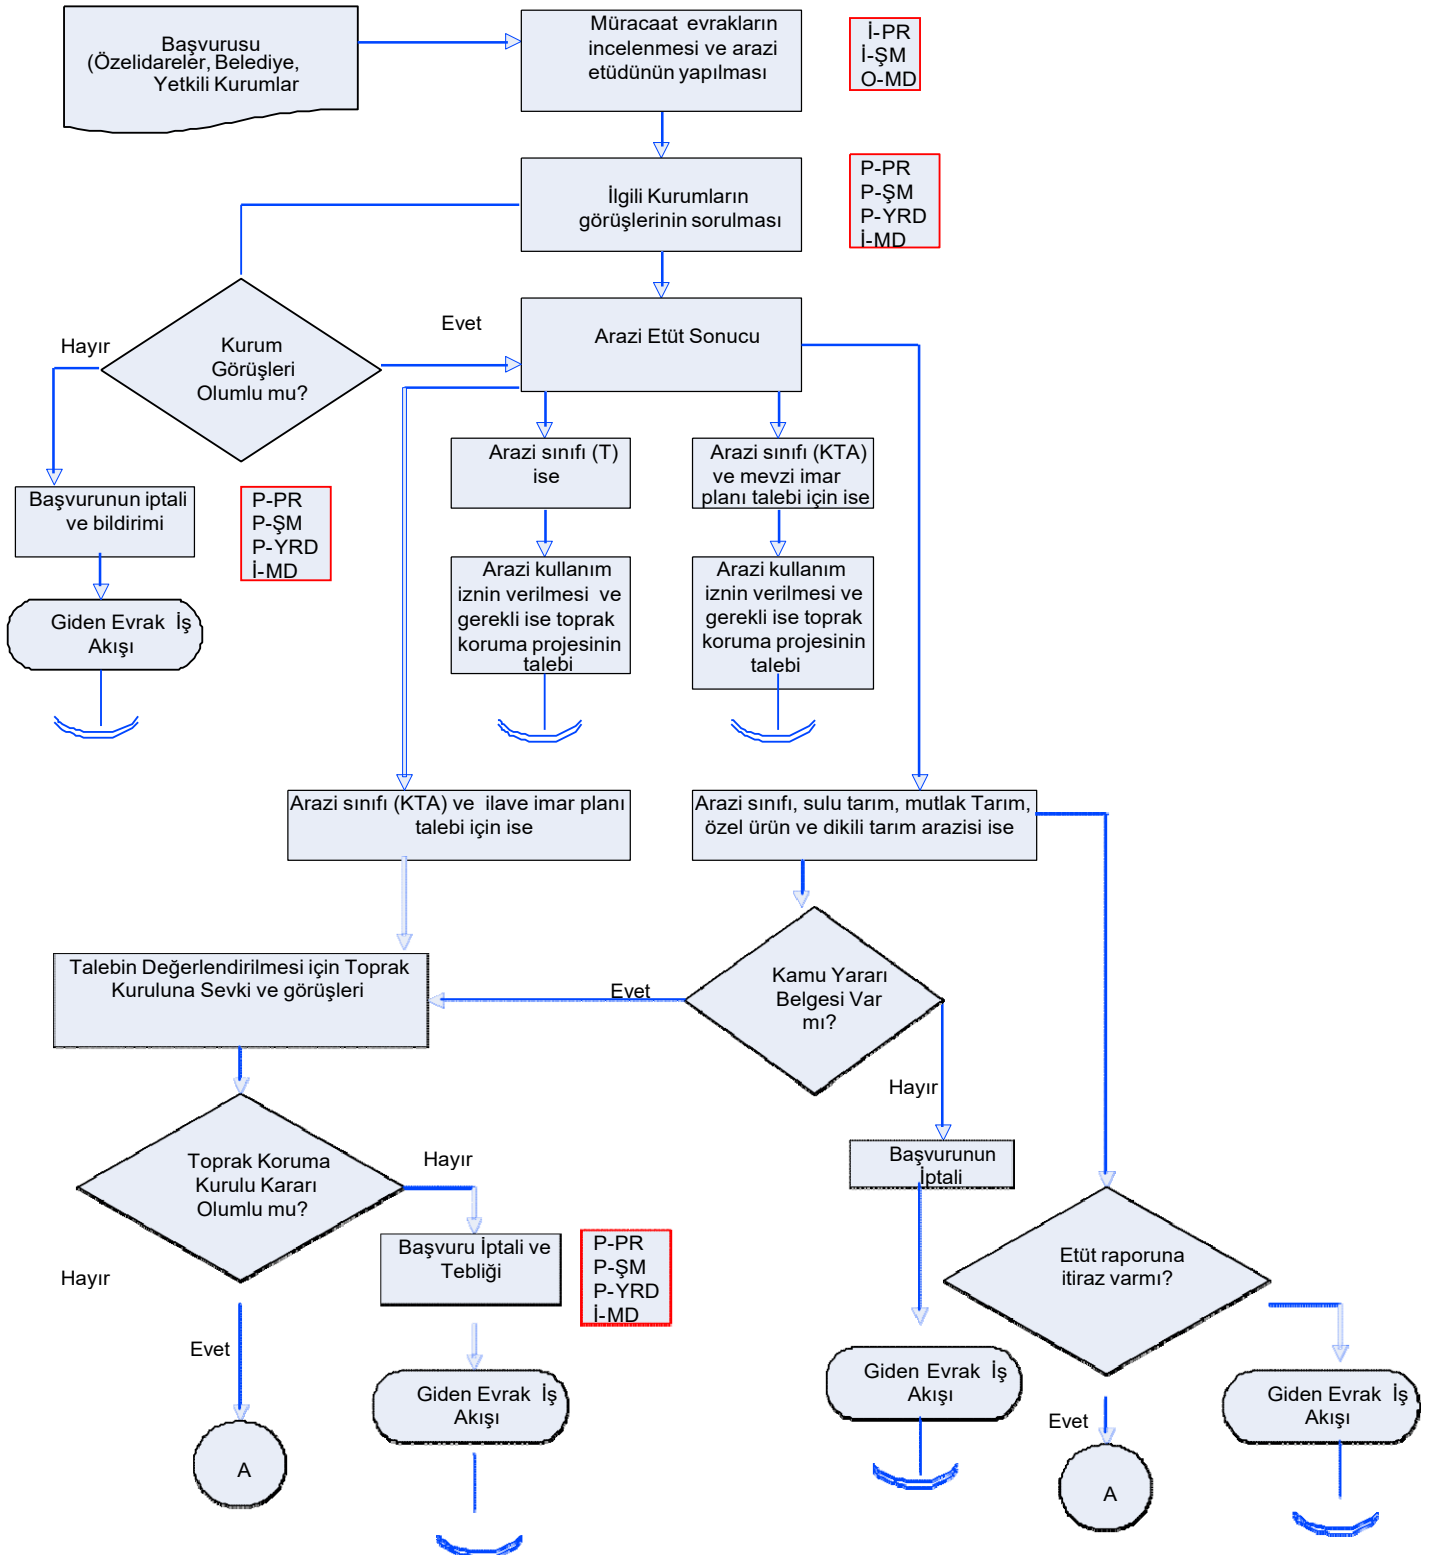 Başvurusu
(Özelidareler, Belediye,
Yetkili Kurumlar
Müracaat evrakların
incelenmesi ve arazi
etüdünün yapılması
İ-PR
İ-ŞM
O-MD
İlgili Kurumların
görüşlerinin sorulması
P-PR
P-ŞM
P-YRD
İ-MD
Hayır
Kurum
Görüşleri
Olumlu mu?
Evet
Arazi Etüt Sonucu
Başvurunun iptali
ve bildirimi
P-PR
P-ŞM
P-YRD
İ-MD
Giden Evrak İş
Akışı
Arazi sınıfı (T)
ise
Arazi sınıfı (KTA)
ve mevzi imar
planı talebi için ise
Arazi kullanım
iznin verilmesi ve
gerekli ise toprak
koruma projesinin
talebi
Arazi kullanım
iznin verilmesi ve
gerekli ise toprak
koruma projesinin
talebi
Arazi sınıfı (KTA) ve ilave imar planı
talebi için ise
Arazi sınıfı, sulu tarım, mutlak Tarım,
özel ürün ve dikili tarım arazisi ise
Talebin Değerlendirilmesi için Toprak
Kuruluna Sevki ve görüşleri
Evet
Kamu Yararı
Belgesi Var
mı?
Hayır
Başvurunun
İptali
Toprak Koruma
Kurulu Kararı
Olumlu mu?
Hayır
Hayır
Başvuru İptali ve
Tebliği
P-PR
P-ŞM
P-YRD
İ-MD
Etüt raporuna
itiraz varmı?
Evet
Giden Evrak İş
Akışı
Giden Evrak İş
Akışı
Evet
Giden Evrak İş
Akışı
A
A